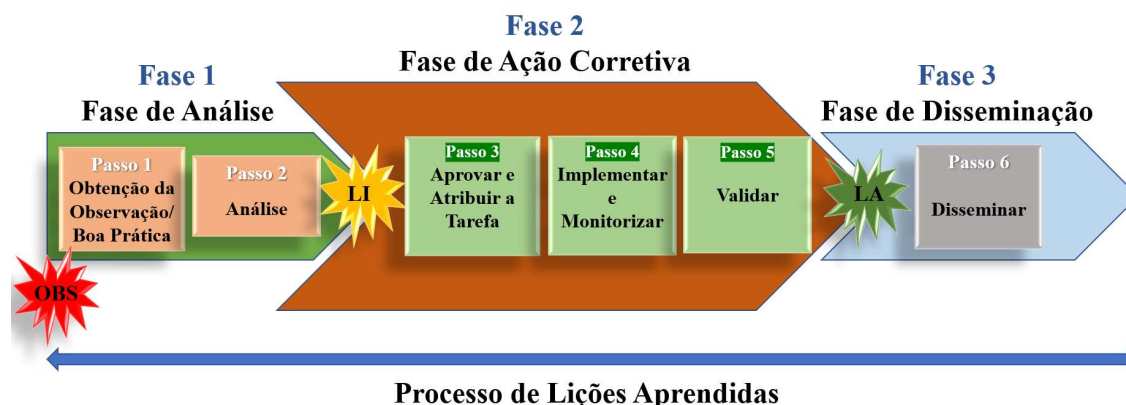 Fase 1
Fase de Análise
Fase 2
Fase de Ação Corretiva
Fase 3
Fase de Disseminação
Passo 1
Obtenção da
Observação/
Boa Prática
Passo 2
Análise
OBS
LI
Passo 3
Aprovar e
Atribuir a
Tarefa
Passo 4
Implementar
e
Monitorizar
Passo 5
Validar
LA
Passo 6
Disseminar
Processo de Lições Aprendidas